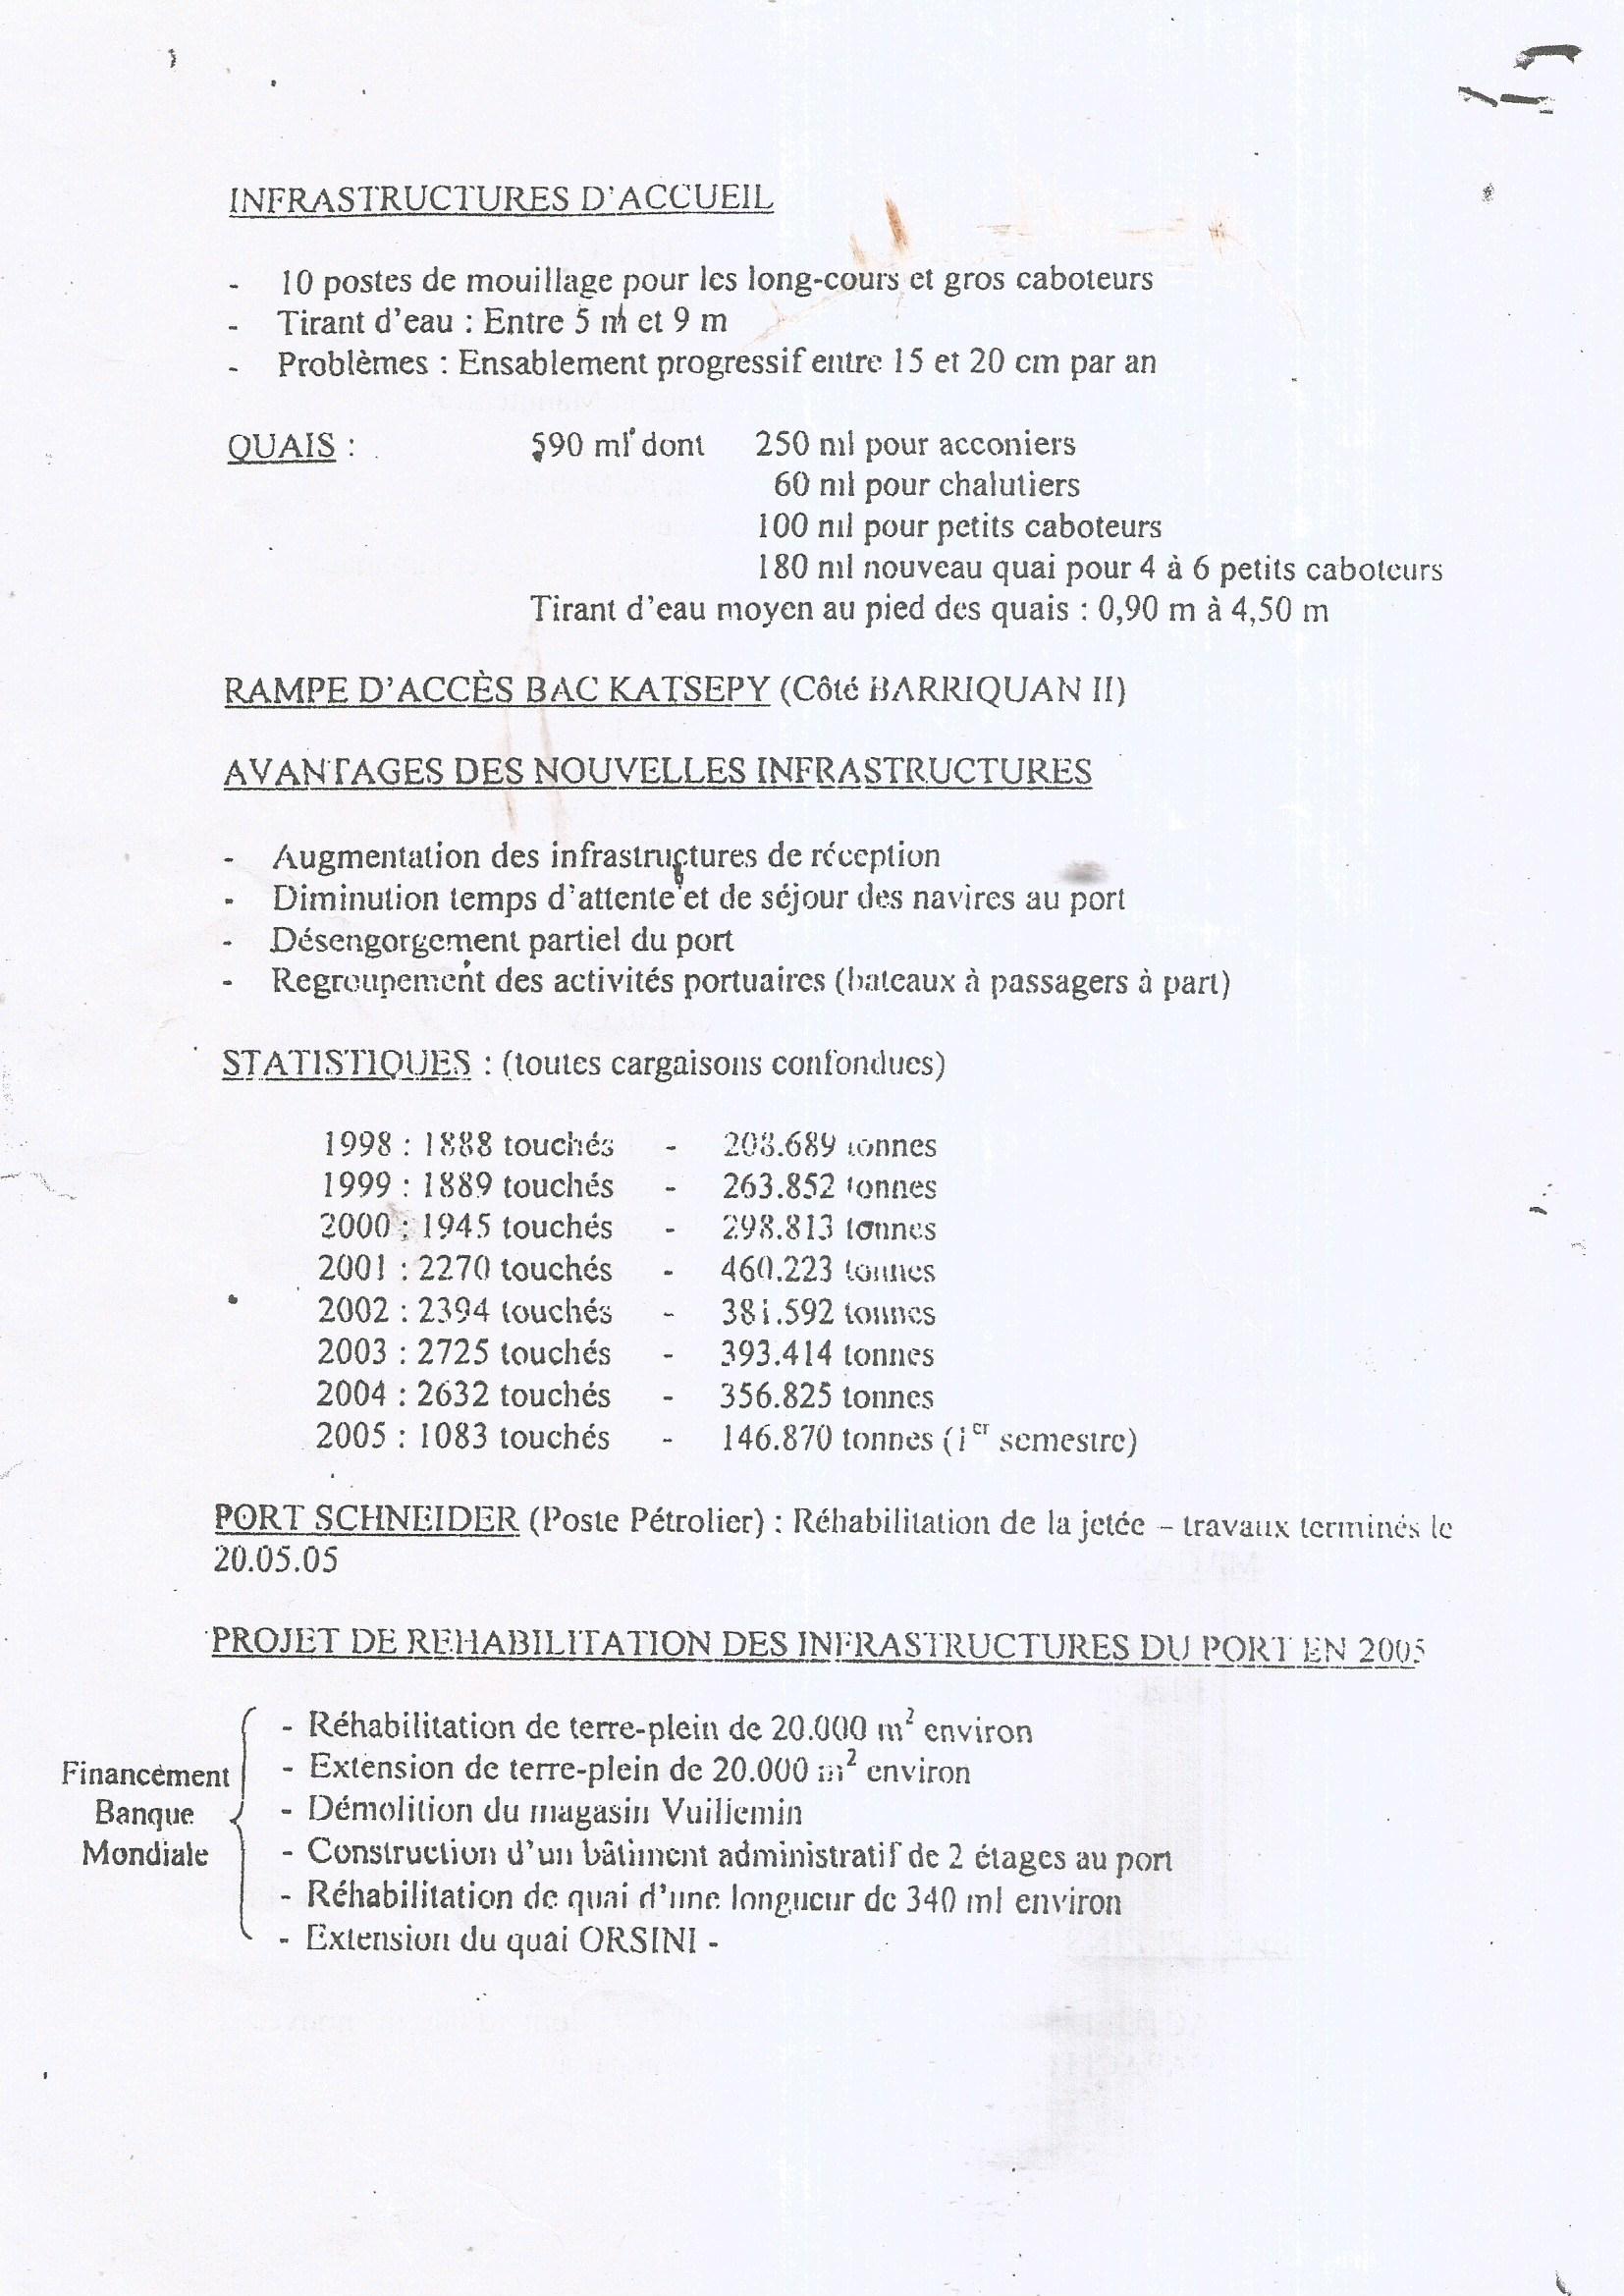 INFRASTRUCTURES D'ACCUEIL
- 10 postes de mouillage pour les long-cours et gros caboteurs
- Tirant d'eau : Entre 5 m et 9 m
- Problèmes : Ensablement progressif entre 15 et 20 cm par an
QUAIS : 590 ml dont 250 ml pour acconiers
60 ml pour chalutiers
100 ml pour petits caboteurs
180 ml nouveau quai pour 4 à 6 petits caboteurs
Tirant d'eau moyen au pied des quais : 0,90 m à 4,50 m
RAMPE D'ACCÈS BAC KATSEPY (Côté BARRIQUAN II)
AVANTAGES DES NOUVELLES INFRASTRUCTURES
- Augmentation des infrastructures de réception
- Diminution temps d'attente et de séjour des navires au port
- Désengorgement partiel du port
- Regroupement des activités portuaires (bateaux à passagers à part)
STATISTIQUES : (toutes cargaisons confondues)
1998 : 1888 touchés - 208.689 tonnes
1999 : 1889 touchés - 263.852 tonnes
2000 : 1945 touchés - 298.813 tonnes
2001 : 2270 touchés - 460.223 tonnes
2002 : 2394 touchés - 381.592 tonnes
2003 : 2725 touchés - 393.414 tonnes
2004 : 2632 touchés - 356.825 tonnes
2005 : 1083 touchés - 146.870 tonnes (1er semestre)
PORT SCHNEIDER (Poste Pétrolier) : Réhabilitation de la jetée – travaux terminés le
20.05.05
PROJET DE REHABILITATION DES INFRASTRUCTURES DU PORT EN 2005
- Réhabilitation de terre-plein de 20.000 m² environ
Financement - Extension de terre-plein de 20.000 m² environ
Banque - Démolition du magasin Vuillemin
Mondiale - Construction d'un bâtiment administratif de 2 étages au port
- Réhabilitation de quai d'une longueur de 340 ml environ
- Extension du quai ORSINI -